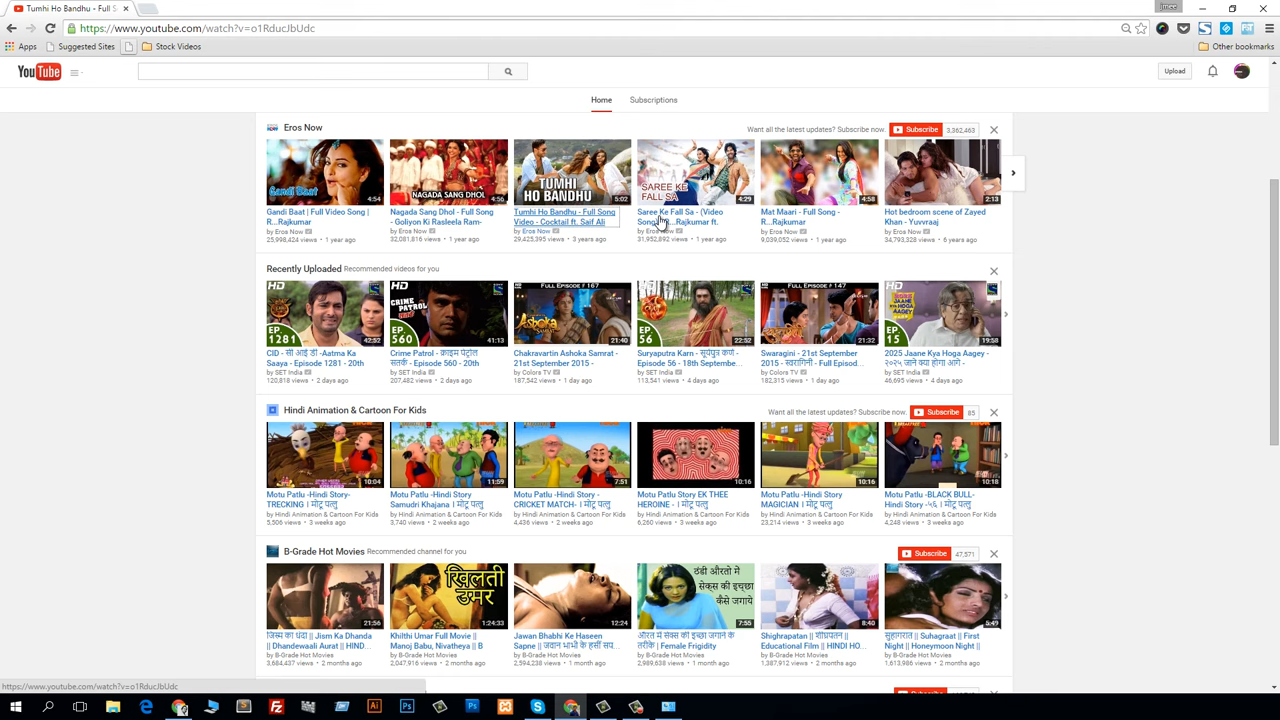 Tumhi Ho Bandhu - Full S
imee
https://www.youtube.com/watch?v=o1RducJbUdc
Apps Suggested Sites Stock Videos Other bookmarks
YouTube Upload
Home Subscriptions
Eros Now Want all the latest updates? Subscribe now. Subscribe 3,362,463
Gandi Baat 4:54
NAGADA SANG DHOL 4:56
TUMHI HO BANDHU 5:02
SAREE KE FALL SA 4:29
4:58
2:13
Gandi Baat | Full Video Song |
R...Rajkumar
by Eros Now
25,998,424 views • 1 year ago
Nagada Sang Dhol - Full Song
- Goliyon Ki Rasleela Ram-
by Eros Now
32,081,816 views • 1 year ago
Tumhi Ho Bandhu - Full Song
Video - Cocktail ft. Saif Ali
by Eros Now
29,425,395 views • 3 years ago
Saree Ke Fall Sa - (Video
Rajkumar ft.
31,952,892 views • 1 year ago
Mat Maari - Full Song -
R...Rajkumar
by Eros Now
9,039,052 views • 1 year ago
Hot bedroom scene of Zayed
Khan - Yuvvraaj
by Eros Now
34,793,328 views • 6 years ago
Recently Uploaded Recommended videos for you
HD EP. 1281 42:52
HD CRIME PATROL EP. 560 41:13
FULL EPISODE # 167 Ashoka 21:40
HD EP. 56 22:52
FULL EPISODE # 147 21:32
HD JAANE KYA HOGA AAGEY EP. 15 19:58
CID - सी आई डी -Aatma Ka
Saaya - Episode 1281 - 20th
by SET India
120,818 views • 2 days ago
Crime Patrol - क्राइम पेट्रोल
सतर्क - Episode 560 - 20th
by SET India
207,482 views • 2 days ago
Chakravartin Ashoka Samrat -
21st September 2015 -
by Colors TV
187,542 views • 1 day ago
Suryaputra Karn - सूर्यपुत्र कर्ण -
Episode 56 - 18th Septembe...
by SET India
113,541 views • 4 days ago
Swaragini - 21st September
2015 - स्वरागिनी - Full Episod...
by Colors TV
182,315 views • 1 day ago
2025 Jaane Kya Hoga Aagey -
२०२५ जाने क्या होगा आगे -
by SET India
46,695 views • 4 days ago
Hindi Animation & Cartoon For Kids Want all the latest updates? Subscribe now. Subscribe 85
10:04
11:59
7:51
10:16
10:16
10:18
Motu Patlu -Hindi Story-
TRECKING । मोटू पत्लु
by Hindi Animation & Cartoon For Kids
5,506 views • 3 weeks ago
Motu Patlu -Hindi Story
Samudri Khajana । मोटू पत्लु
by Hindi Animation & Cartoon For Kids
3,740 views • 2 weeks ago
Motu Patlu -Hindi Story -
CRICKET MATCH- । मोटू पत्लु
by Hindi Animation & Cartoon For Kids
4,436 views • 2 weeks ago
Motu Patlu Story EK THEE
HEROINE - । मोटू पत्लु
by Hindi Animation & Cartoon For Kids
6,260 views • 3 weeks ago
Motu Patlu -Hindi Story
MAGICIAN । मोटू पत्लु
by Hindi Animation & Cartoon For Kids
23,214 views • 3 weeks ago
Motu Patlu -BLACK BULL-
Hindi Story -५६ । मोटू पत्लु
by Hindi Animation & Cartoon For Kids
4,248 views • 3 weeks ago
B-Grade Hot Movies Recommended channel for you Subscribe 47,571
21:56
खिलती उमर 1:24:33
12:24
ठंडी औरतो मे सेक्स की इच्छा कैसे जगाये 7:55
8:40
5:49
जिस्म का धंधा || Jism Ka Dhanda
|| Dhandewaali Aurat || HIND...
by B-Grade Hot Movies
3,684,437 views • 2 months ago
Khilthi Umar Full Movie ||
Manoj Babu, Nivatheya || B
by B-Grade Hot Movies
2,047,916 views • 2 months ago
Jawan Bhabhi Ke Haseen
Sapne || जवान भाभी के हसीं सप...
by B-Grade Hot Movies
2,594,238 views • 1 month ago
औरत में सेक्स की इच्छा जगाने के
तरीके | Female Frigidity
by B-Grade Hot Movies
2,989,638 views • 1 month ago
Shighrapatan || शीघ्रपतन ||
Educational Film || HINDI HO...
by B-Grade Hot Movies
1,387,912 views • 2 months ago
सुहागरात || Suhagraat || First
Night || Honeymoon Night ||
by B-Grade Hot Movies
1,613,986 views • 2 months ago
https://www.youtube.com/watch?v=o1RducJbUdc